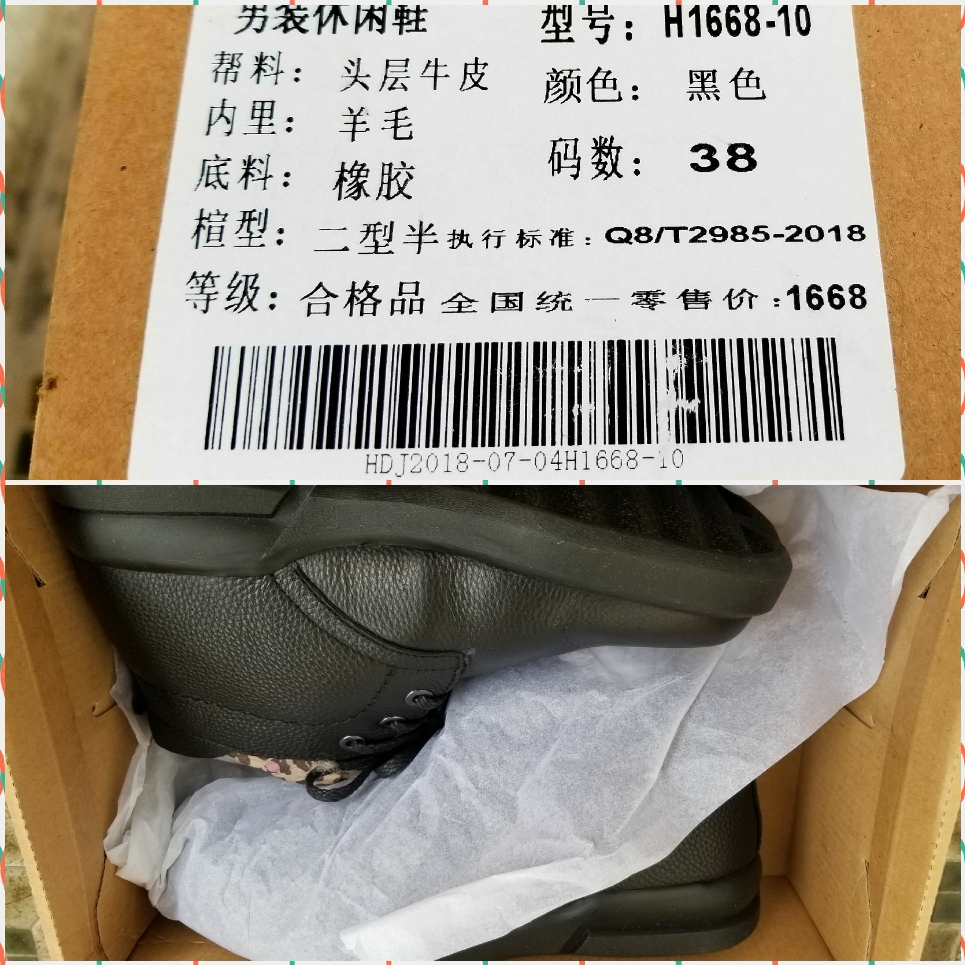 男装休闲鞋 型号：H1668-10
帮料：头层牛皮 颜色：黑色
内里：羊毛
底料：橡胶 码数：38
楦型：二型半 执行标准：Q8/T2985-2018
等级：合格品 全国统一零售价：1668
HDJ2018-07-04H1668-10